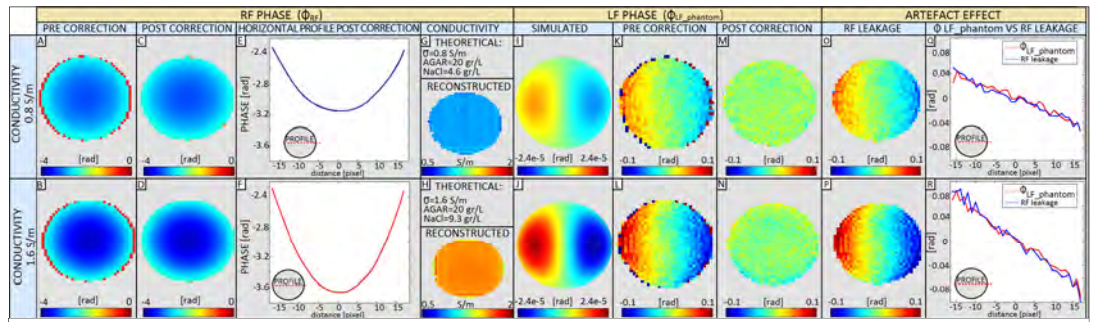 RF PHASE (ϕRF)
LF PHASE (ϕLF_phantom)
ARTEFACT EFFECT
PRE CORRECTION
POST CORRECTION
HORIZONTAL PROFILE POST CORRECTION
CONDUCTIVITY
SIMULATED
PRE CORRECTION
POST CORRECTION
RF LEAKAGE
ϕ LF_phantom VS RF LEAKAGE
CONDUCTIVITY
0.8 S/m
A
-4 [rad] 0
C
-4 [rad] 0
E
PHASE [rad]
-2.4
-2.8
-3.2
-3.6
PROFILE
-15 -10 -5 0 5 10 15
distance [pixel]
G
THEORETICAL:
σ=0.8 S/m
AGAR=20 gr/L
NaCl=4.6 gr/L
RECONSTRUCTED
0.5 S/m 2
I
-2.4e-5 [rad] 2.4e-5
K
-0.1 [rad] 0.1
M
-0.1 [rad] 0.1
O
-0.1 [rad] 0.1
Q
ϕLF_phantom
RF leakage
0.08
0.04
0
-0.04
-0.08
[rad]
PROFILE
-15 -10 -5 0 5 10 15
distance [pixel]
CONDUCTIVITY
1.6 S/m
B
-4 [rad] 0
D
-4 [rad] 0
F
PHASE [rad]
-2.4
-2.8
-3.2
-3.6
PROFILE
-15 -10 -5 0 5 10 15
distance [pixel]
H
THEORETICAL:
σ=1.6 S/m
AGAR=20 gr/L
NaCl=9.3 gr/L
RECONSTRUCTED
0.5 S/m 2
J
-2.4e-5 [rad] 2.4e-5
L
-0.1 [rad] 0.1
N
-0.1 [rad] 0.1
P
-0.1 [rad] 0.1
R
ϕLF_phantom
RF leakage
0.08
0.04
0
-0.04
-0.08
[rad]
PROFILE
-15 -10 -5 0 5 10 15
distance [pixel]